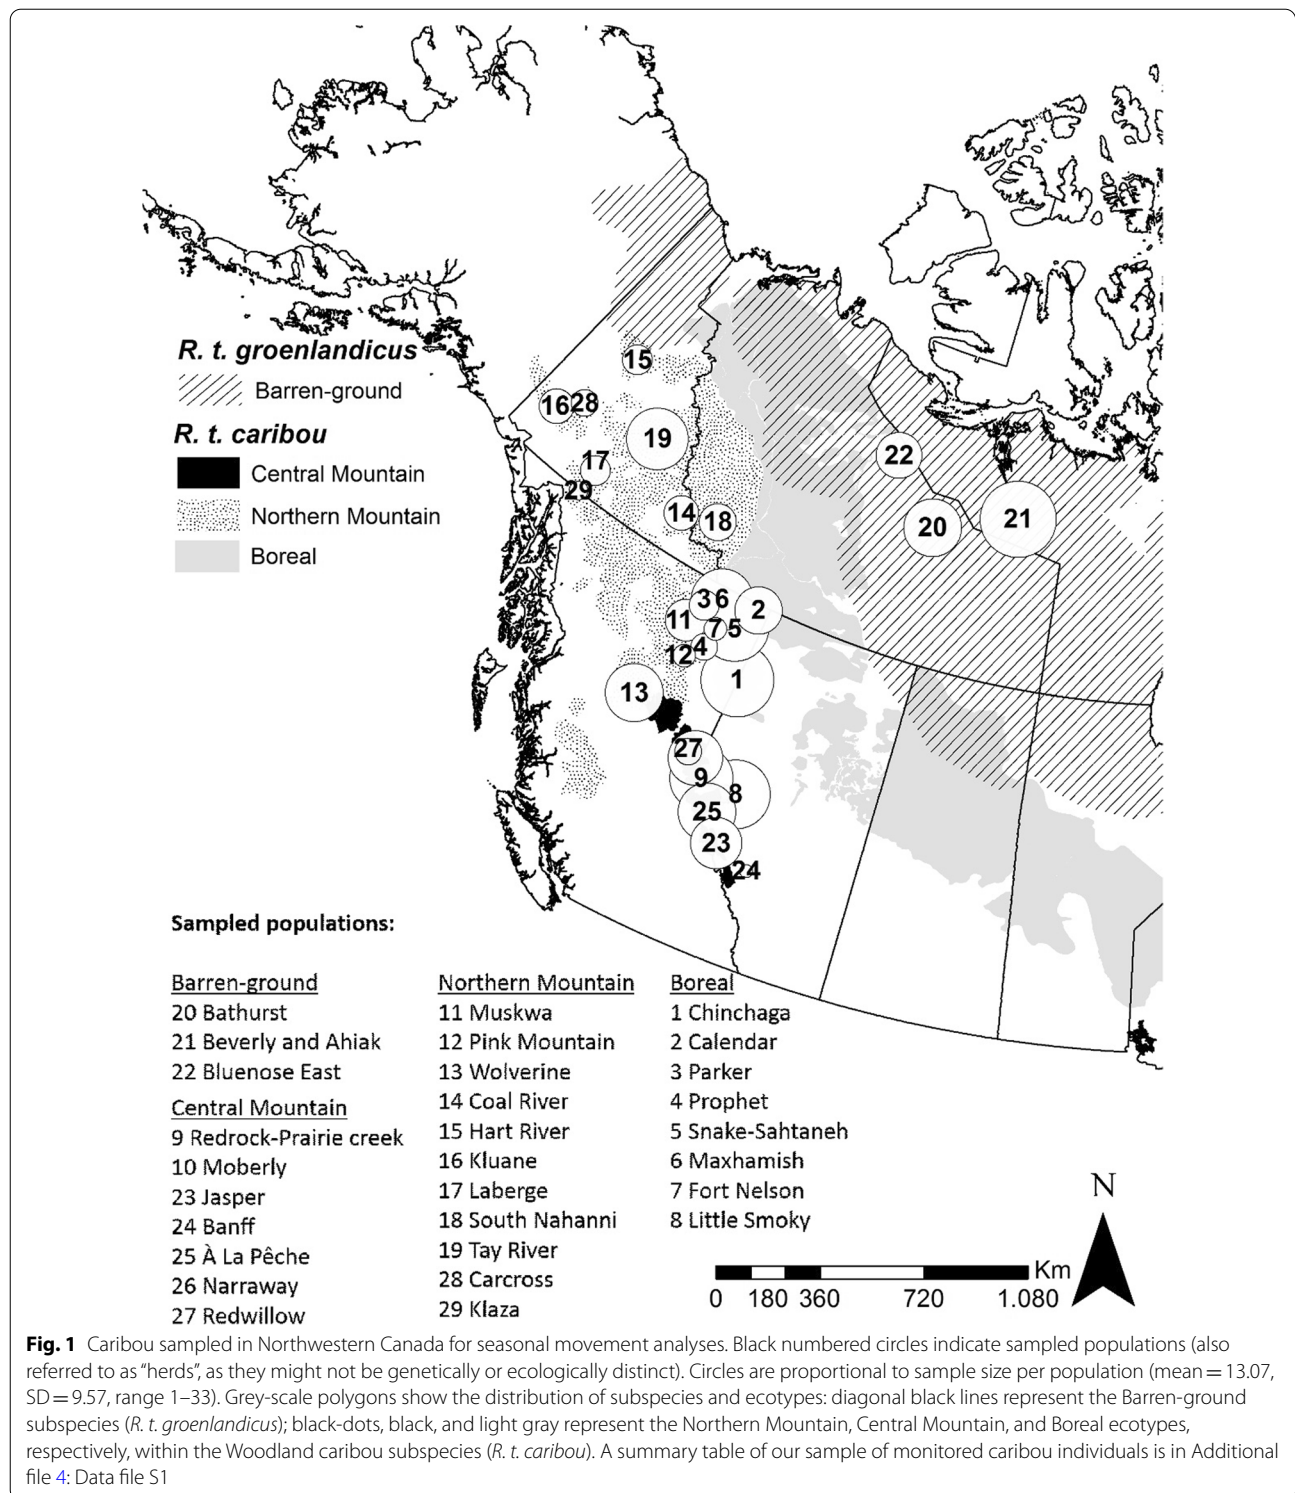 R. t. groenlandicus
Barren-ground
R. t. caribou
Central Mountain
Northern Mountain
Boreal
15
16
28
19
17
29
14
18
22
20
21
3
6
2
11
7
5
4
12
1
13
27
9
8
25
23
24
Sampled populations:
Barren-ground
20 Bathurst
21 Beverly and Ahiak
22 Bluenose East
Central Mountain
9 Redrock-Prairie creek
10 Moberly
23 Jasper
24 Banff
25 À La Pêche
26 Narraway
27 Redwillow
Northern Mountain
11 Muskwa
12 Pink Mountain
13 Wolverine
14 Coal River
15 Hart River
16 Kluane
17 Laberge
18 South Nahanni
19 Tay River
28 Carcross
29 Klaza
Boreal
1 Chinchaga
2 Calendar
3 Parker
4 Prophet
5 Snake-Sahtaneh
6 Maxhamish
7 Fort Nelson
8 Little Smoky
N
Km
0 180 360 720 1.080
Fig. 1 Caribou sampled in Northwestern Canada for seasonal movement analyses. Black numbered circles indicate sampled populations (also
referred to as “herds”, as they might not be genetically or ecologically distinct). Circles are proportional to sample size per population (mean = 13.07,
SD = 9.57, range 1–33). Grey-scale polygons show the distribution of subspecies and ecotypes: diagonal black lines represent the Barren-ground
subspecies (R. t. groenlandicus); black-dots, black, and light gray represent the Northern Mountain, Central Mountain, and Boreal ecotypes,
respectively, within the Woodland caribou subspecies (R. t. caribou). A summary table of our sample of monitored caribou individuals is in Additional
file 4: Data file S1